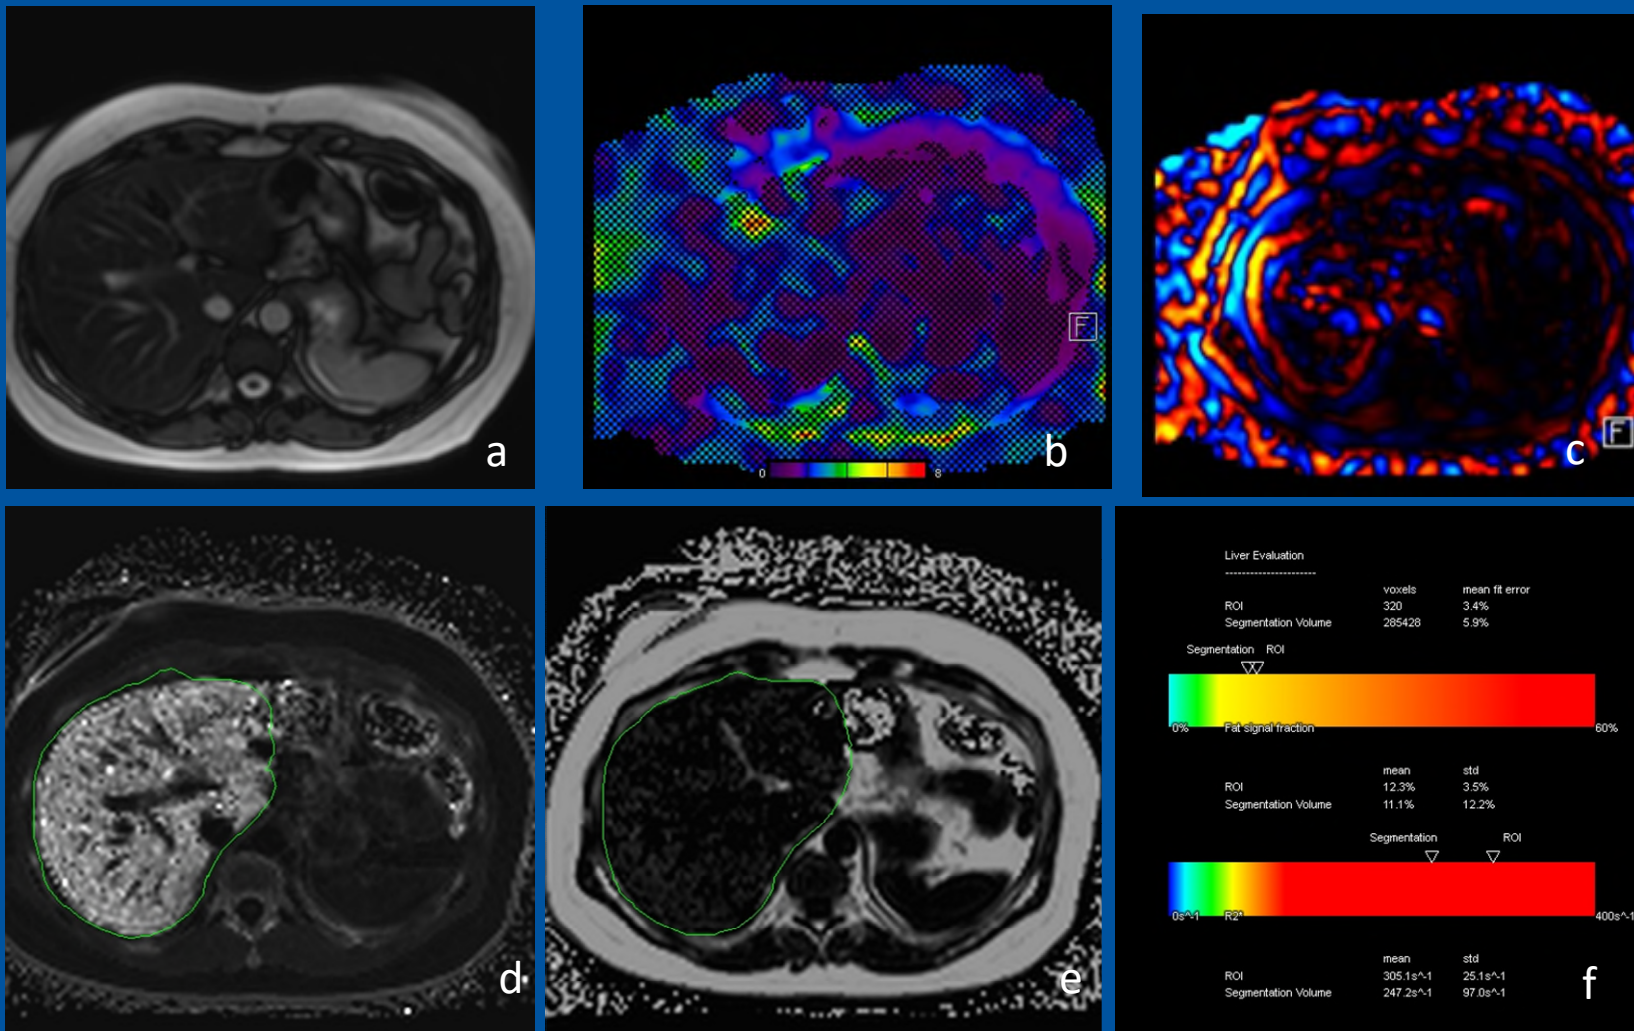 a
F
0
8
b
F
c
d
e
Liver Evaluation
----------------------
voxels mean fit error
ROI 320 3.4%
Segmentation Volume 285428 5.9%
Segmentation ROI
0% Fat signal fraction 60%
mean std
ROI 12.3% 3.5%
Segmentation Volume 11.1% 12.2%
Segmentation ROI
0s^-1 R2* 400s^-1
mean std
ROI 305.1s^-1 25.1s^-1
Segmentation Volume 247.2s^-1 97.0s^-1
f